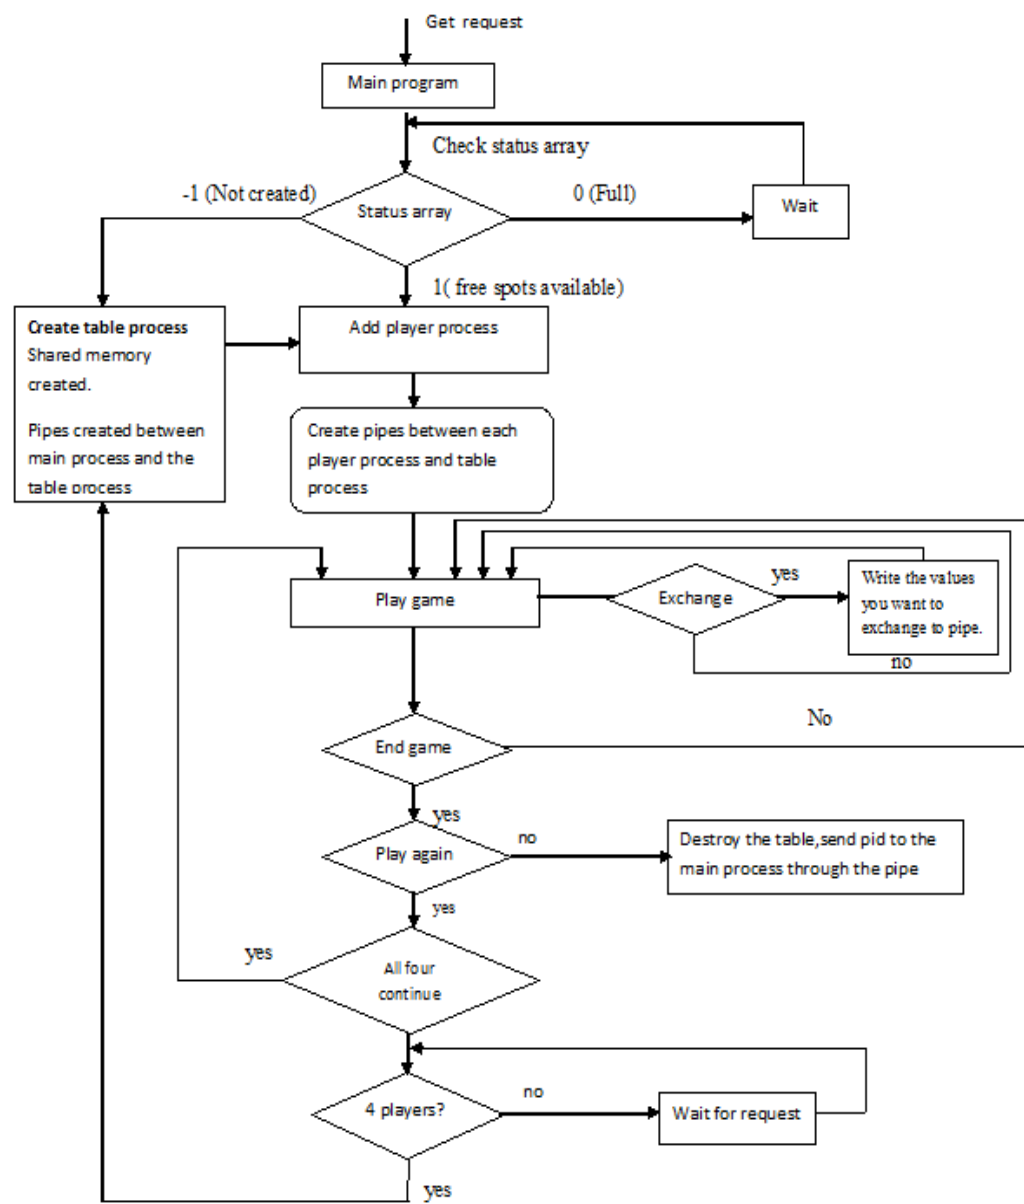 Get request
Main program
Check status array
-1 (Not created)
0 (Full)
Status array
Wait
1( free spots available)
Create table process
Shared memory
created.
Pipes created between
main process and the
table process
Add player process
Create pipes between each
player process and table
process
Play game
Exchange
yes
Write the values
you want to
exchange to pipe.
no
No
End game
yes
Play again
no
Destroy the table,send pid to the
main process through the pipe
yes
yes
All four
continue
4 players?
no
Wait for request
yes